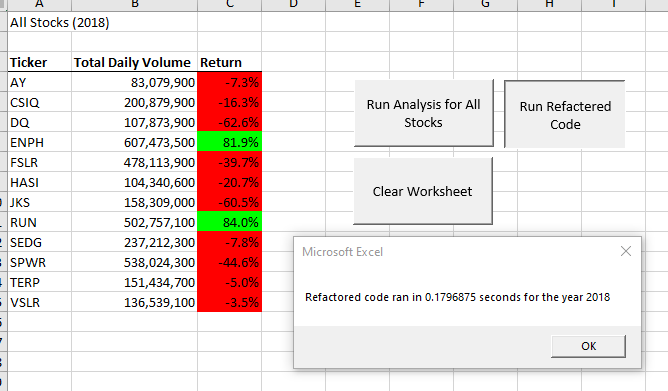 A B C D E F G H I
All Stocks (2018)
Ticker Total Daily Volume Return
AY 83,079,900 -7.3%
CSIQ 200,879,900 -16.3%
DQ 107,873,900 -62.6%
ENPH 607,473,500 81.9%
FSLR 478,113,900 -39.7%
HASI 104,340,600 -20.7%
JKS 158,309,000 -60.5%
RUN 502,757,100 84.0%
SEDG 237,212,300 -7.8%
SPWR 538,024,300 -44.6%
TERP 151,434,700 -5.0%
VSLR 136,539,100 -3.5%
Run Analysis for All
Stocks
Run Refactored
Code
Clear Worksheet
Microsoft Excel
Refactored code ran in 0.1796875 seconds for the year 2018
OK